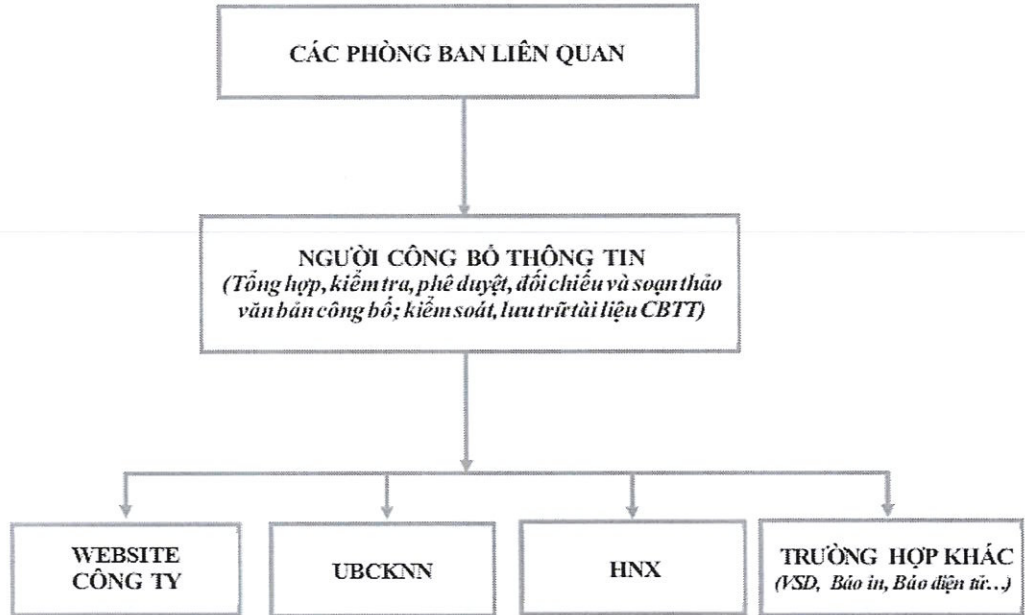 CÁC PHÒNG BAN LIÊN QUAN
NGƯỜI CÔNG BỐ THÔNG TIN
(Tổng hợp, kiểm tra, phê duyệt, đối chiếu và soạn thảo
văn bản công bố; kiểm soát, lưu trữ tài liệu CBTT)
WEBSITE
CÔNG TY
UBCKNN
HNX
TRƯỜNG HỢP KHÁC
(VSD, Báo in, Báo điện tử...)